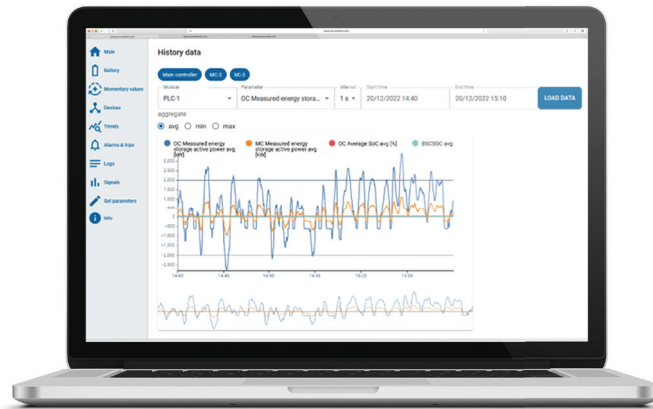 Main
Battery
Momentary values
Devices
Trends
Alarms & trips
Logs
Signals
Set parameters
Info
History data
Main controller MC-2 MC-3
Module Parameter Interval Start time End time
PLC-1 OC Measured energy stora... 1 s 20/12/2022 14:40 20/12/2022 15:10 LOAD DATA
aggregate
avg min max
OC Measured energy storage active power avg [kW]
MC Measured energy storage active power avg [kW]
OC Average SoC avg [%]
BSCSOC avg
3,000
2,500
2,000
1,500
1,000
500
0
-500
-1,000
-1,500
-2,000
-2,500
14:40 14:45 14:50 14:55 15:00 15:05